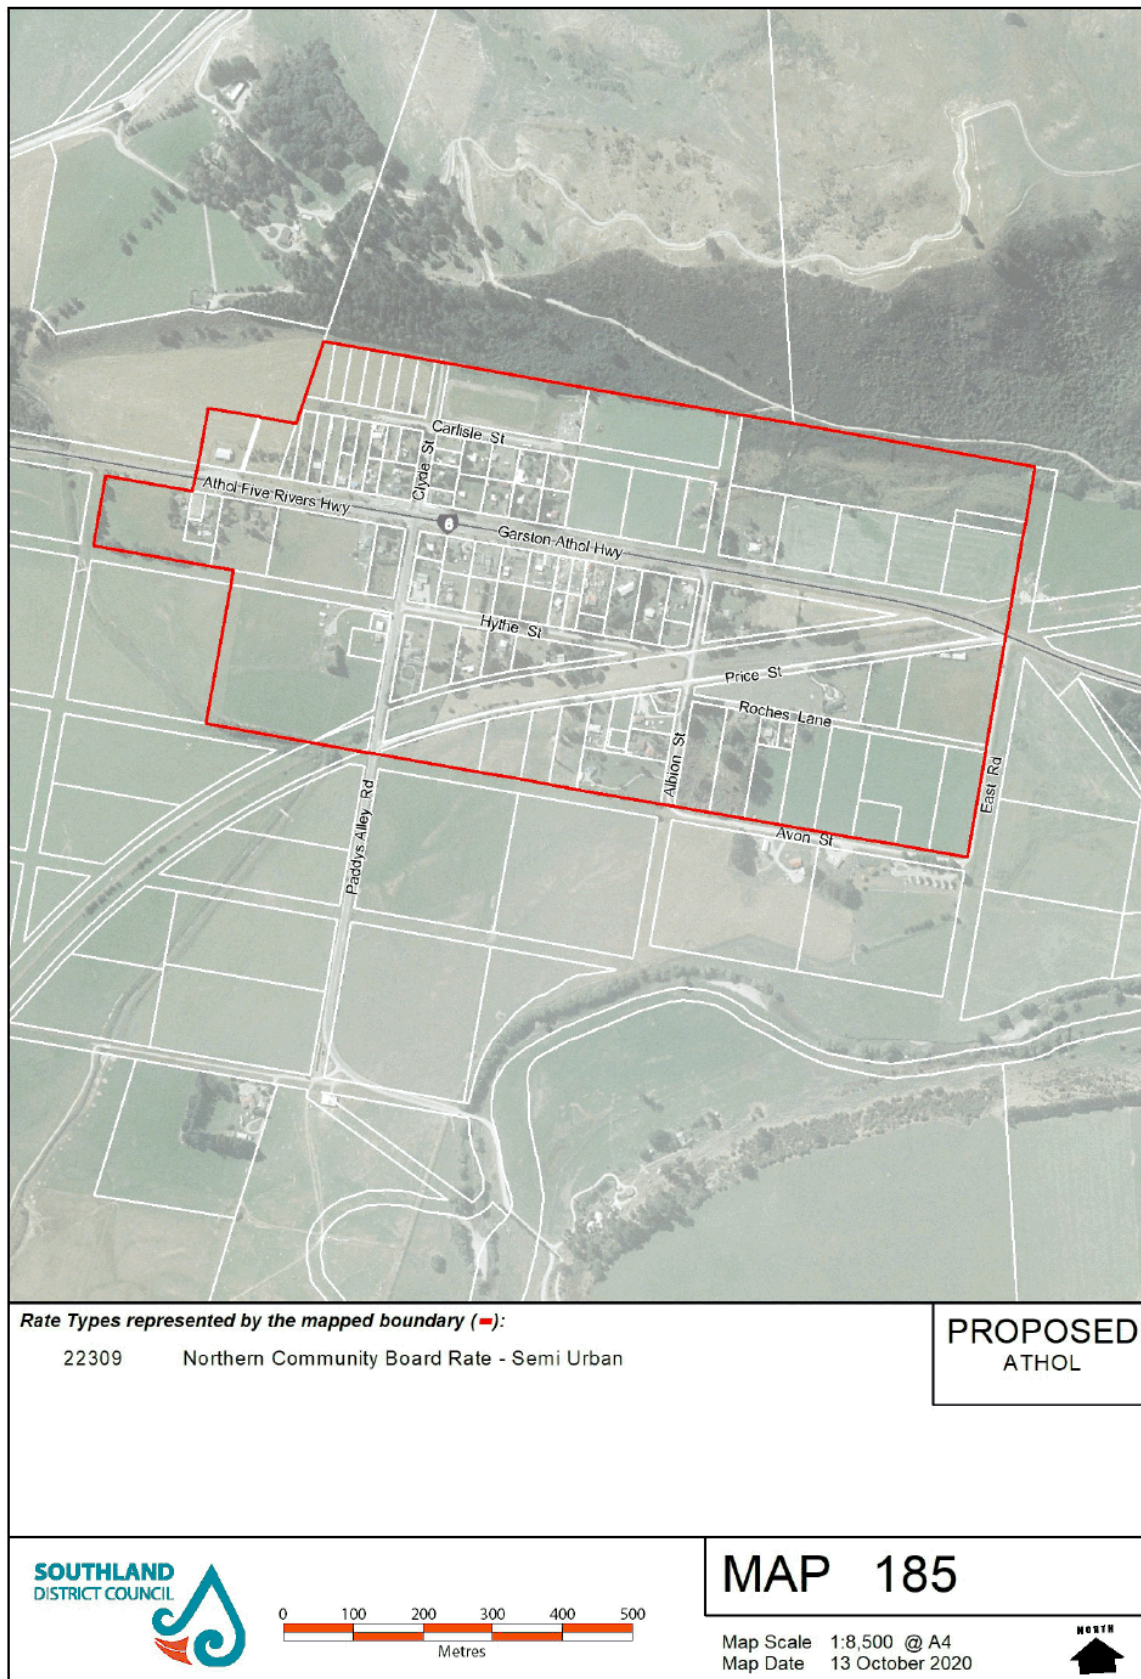 Carlisle St
Clyde St
Athol Five Rivers Hwy
6
Garston Athol Hwy
Hythe St
Price St
Roches Lane
Albion St
East Rd
Paddys Alley Rd
Avon St
Rate Types represented by the mapped boundary (-):
22309 Northern Community Board Rate - Semi Urban
PROPOSED
ATHOL
SOUTHLAND
DISTRICT COUNCIL
0 100 200 300 400 500
Metres
MAP 185
Map Scale 1:8,500 @ A4
Map Date 13 October 2020
NORTH